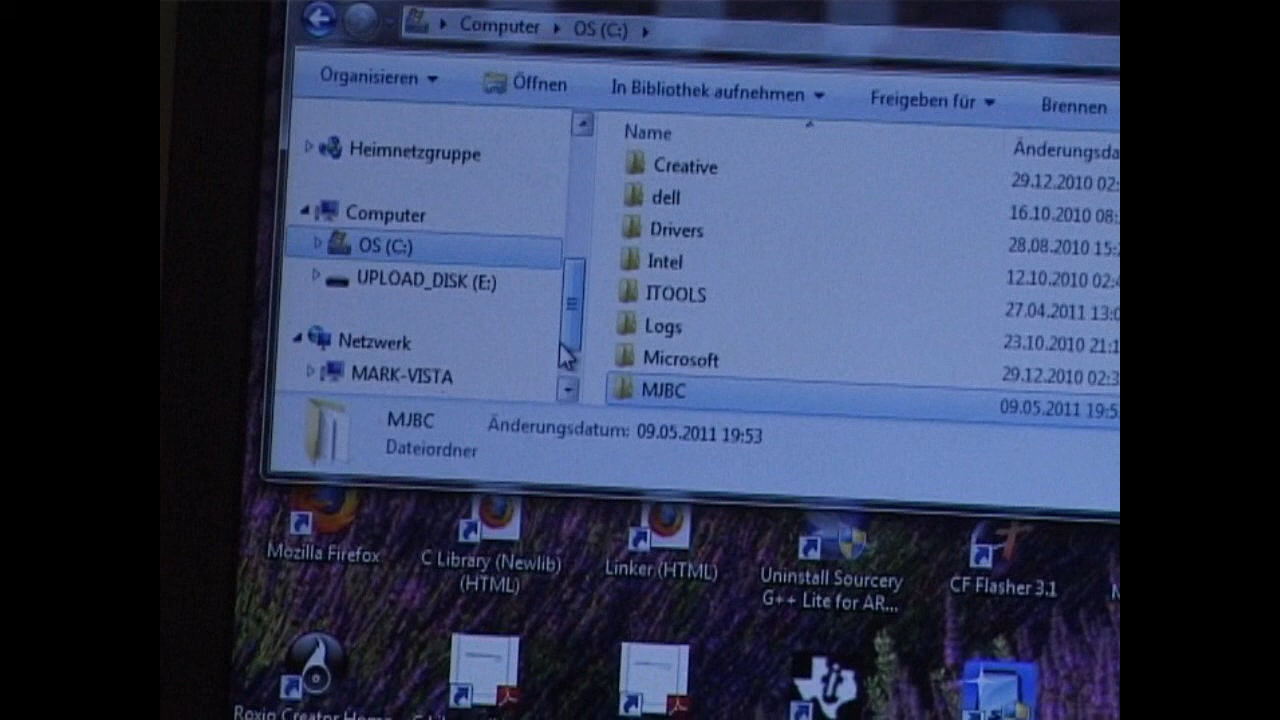 Computer OS (C:)
Organisieren Öffnen In Bibliothek aufnehmen Freigeben für Brennen
Heimnetzgruppe
Computer
OS (C:)
UPLOAD_DISK (E:)
Netzwerk
MARK-VISTA
Name
Creative 29.12.2010 02:
dell 16.10.2010 08:
Drivers 28.08.2010 15:
Intel 12.10.2010 02:4
ITOOLS 27.04.2011 13:0
Logs 23.10.2010 21:1
Microsoft 29.12.2010 02:3
MJBC 09.05.2011 19:5
MJBC Änderungsdatum: 09.05.2011 19:53
Dateiordner
Mozilla Firefox
C Library (Newlib)
(HTML)
Linker (HTML)
Uninstall Sourcery
G++ Lite for AR...
CF Flasher 3.1
Roxio Creator